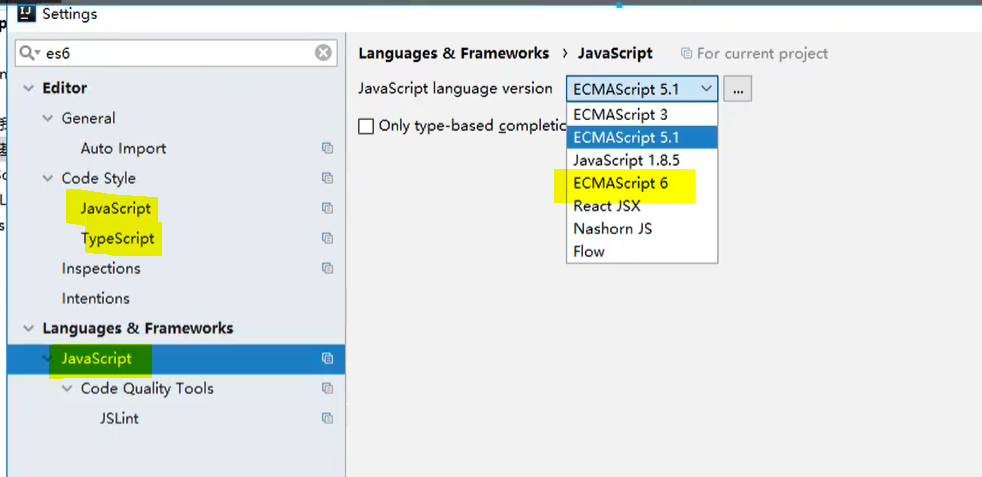 IJ Settings
es6
Editor
General
Auto Import
Code Style
JavaScript
TypeScript
Inspections
Intentions
Languages & Frameworks
JavaScript
Code Quality Tools
JSLint
Languages & Frameworks › JavaScript For current project
JavaScript language version ECMAScript 5.1 ...
Only type-based completio
ECMAScript 3
ECMAScript 5.1
JavaScript 1.8.5
ECMAScript 6
React JSX
Nashorn JS
Flow